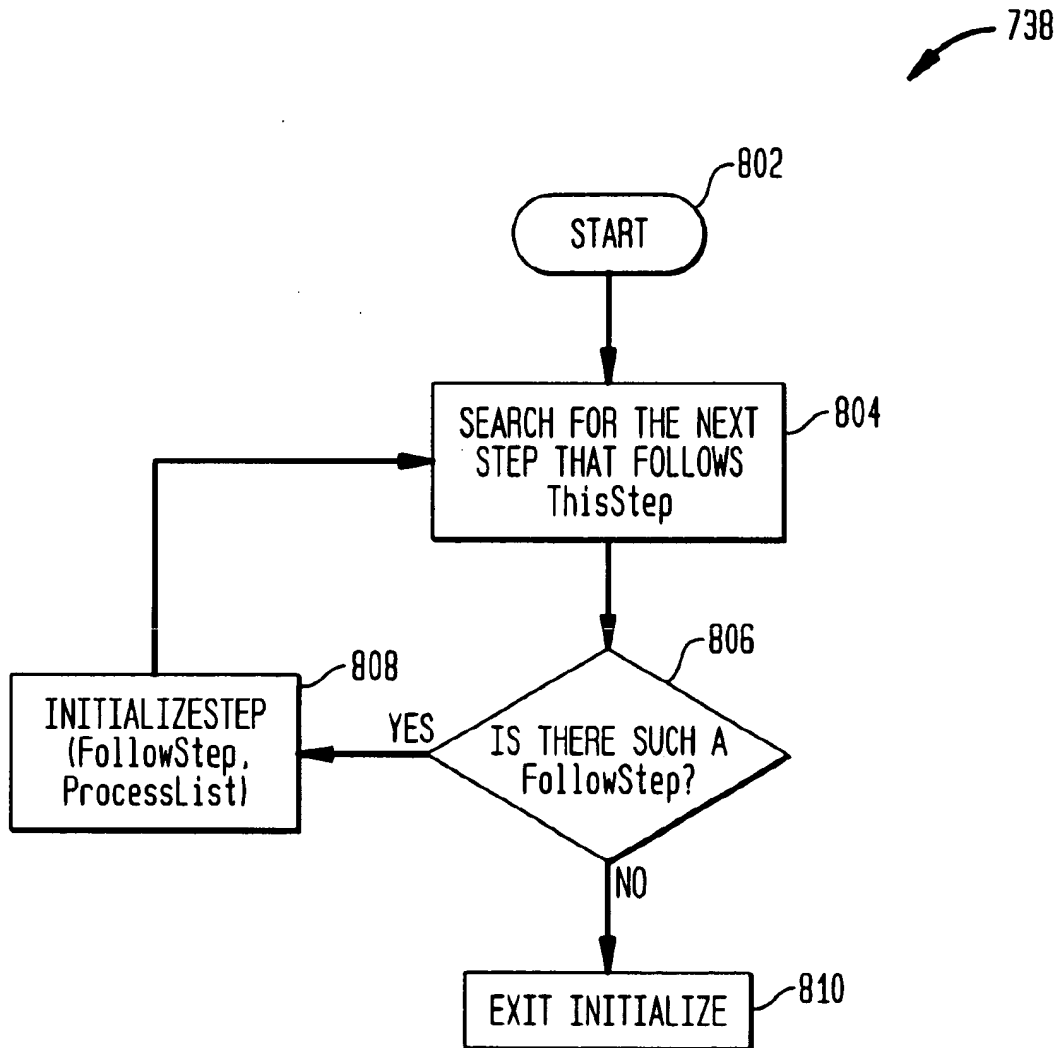 738
802
START
SEARCH FOR THE NEXT
STEP THAT FOLLOWS
ThisStep
804
806
IS THERE SUCH A
FollowStep?
YES
808
INITIALIZESTEP
(FollowStep,
ProcessList)
NO
EXIT INITIALIZE
810